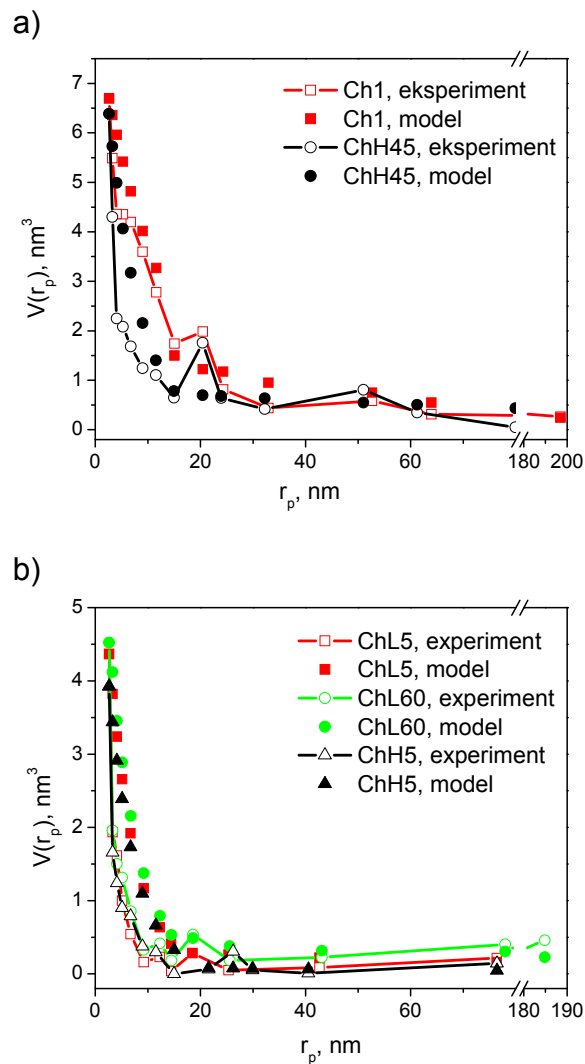 a)
7
6
5
4
3
2
1
0
V(rₚ), nm³
Ch1, eksperiment
Ch1, model
ChH45, eksperiment
ChH45, model
0 20 40 60 180 200
rₚ, nm
b)
5
4
3
2
1
0
V(rₚ), nm³
ChL5, experiment
ChL5, model
ChL60, experiment
ChL60, model
ChH5, experiment
ChH5, model
0 20 40 60 180 190
rₚ, nm